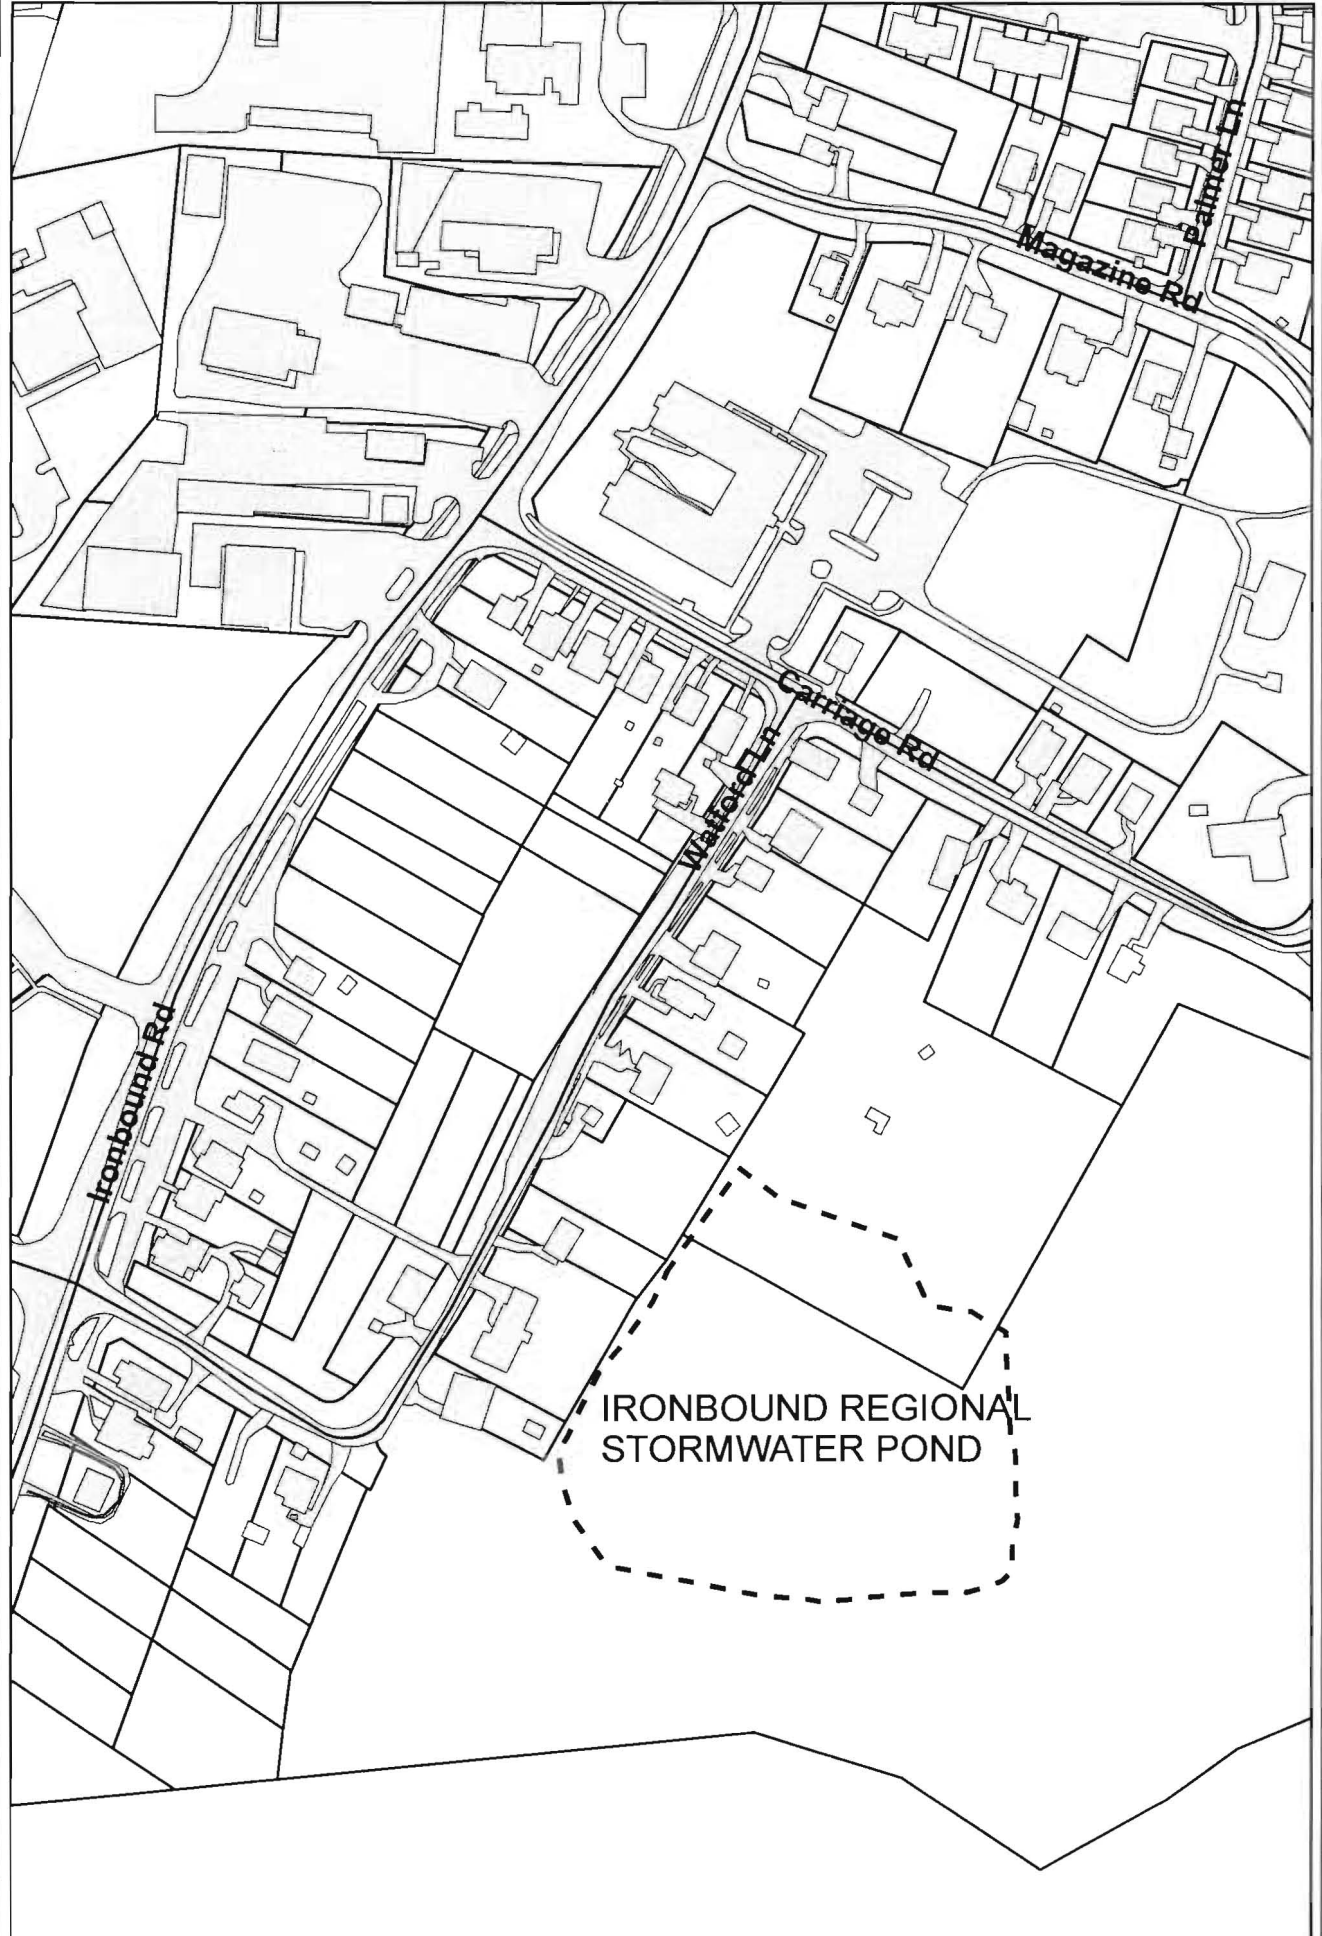 Palmer Ln
Magazine Rd
Carriage Rd
Watford Ln
Ironbound Rd
IRONBOUND REGIONAL
STORMWATER POND